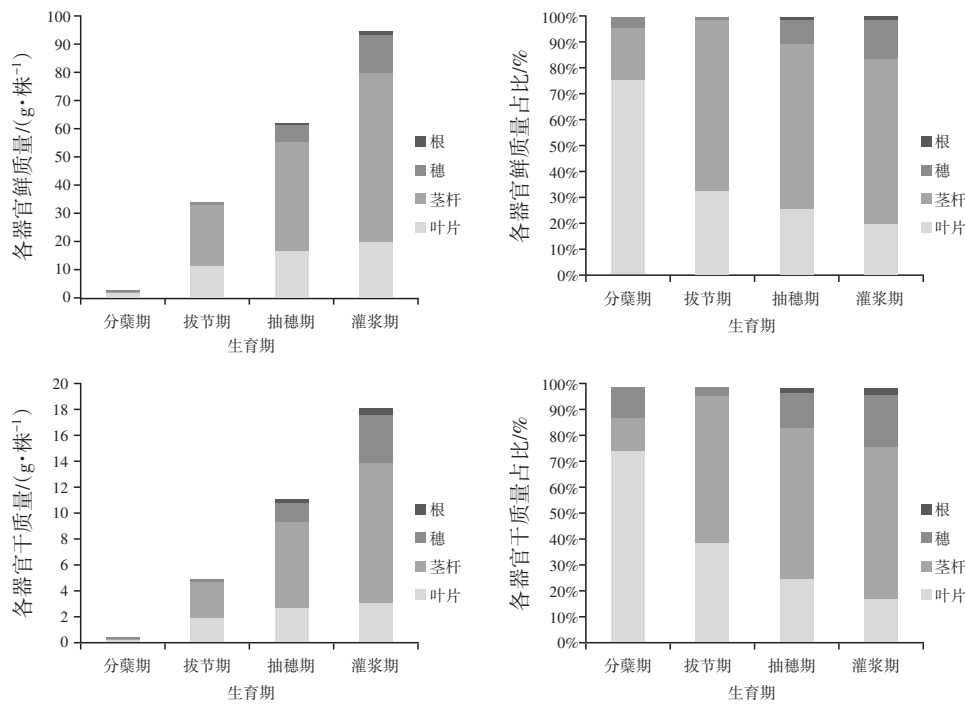 各器官鲜质量/(g·株⁻¹)
100
90
80
70
60
50
40
30
20
10
0
分蘖期 拔节期 抽穗期 灌浆期
生育期
根
穗
茎杆
叶片
各器官鲜质量占比/%
100%
90%
80%
70%
60%
50%
40%
30%
20%
10%
0%
分蘖期 拔节期 抽穗期 灌浆期
生育期
根
穗
茎杆
叶片
各器官干质量/(g·株⁻¹)
20
18
16
14
12
10
8
6
4
2
0
分蘖期 拔节期 抽穗期 灌浆期
生育期
根
穗
茎杆
叶片
各器官干质量占比/%
100%
90%
80%
70%
60%
50%
40%
30%
20%
10%
0%
分蘖期 拔节期 抽穗期 灌浆期
生育期
根
穗
茎杆
叶片